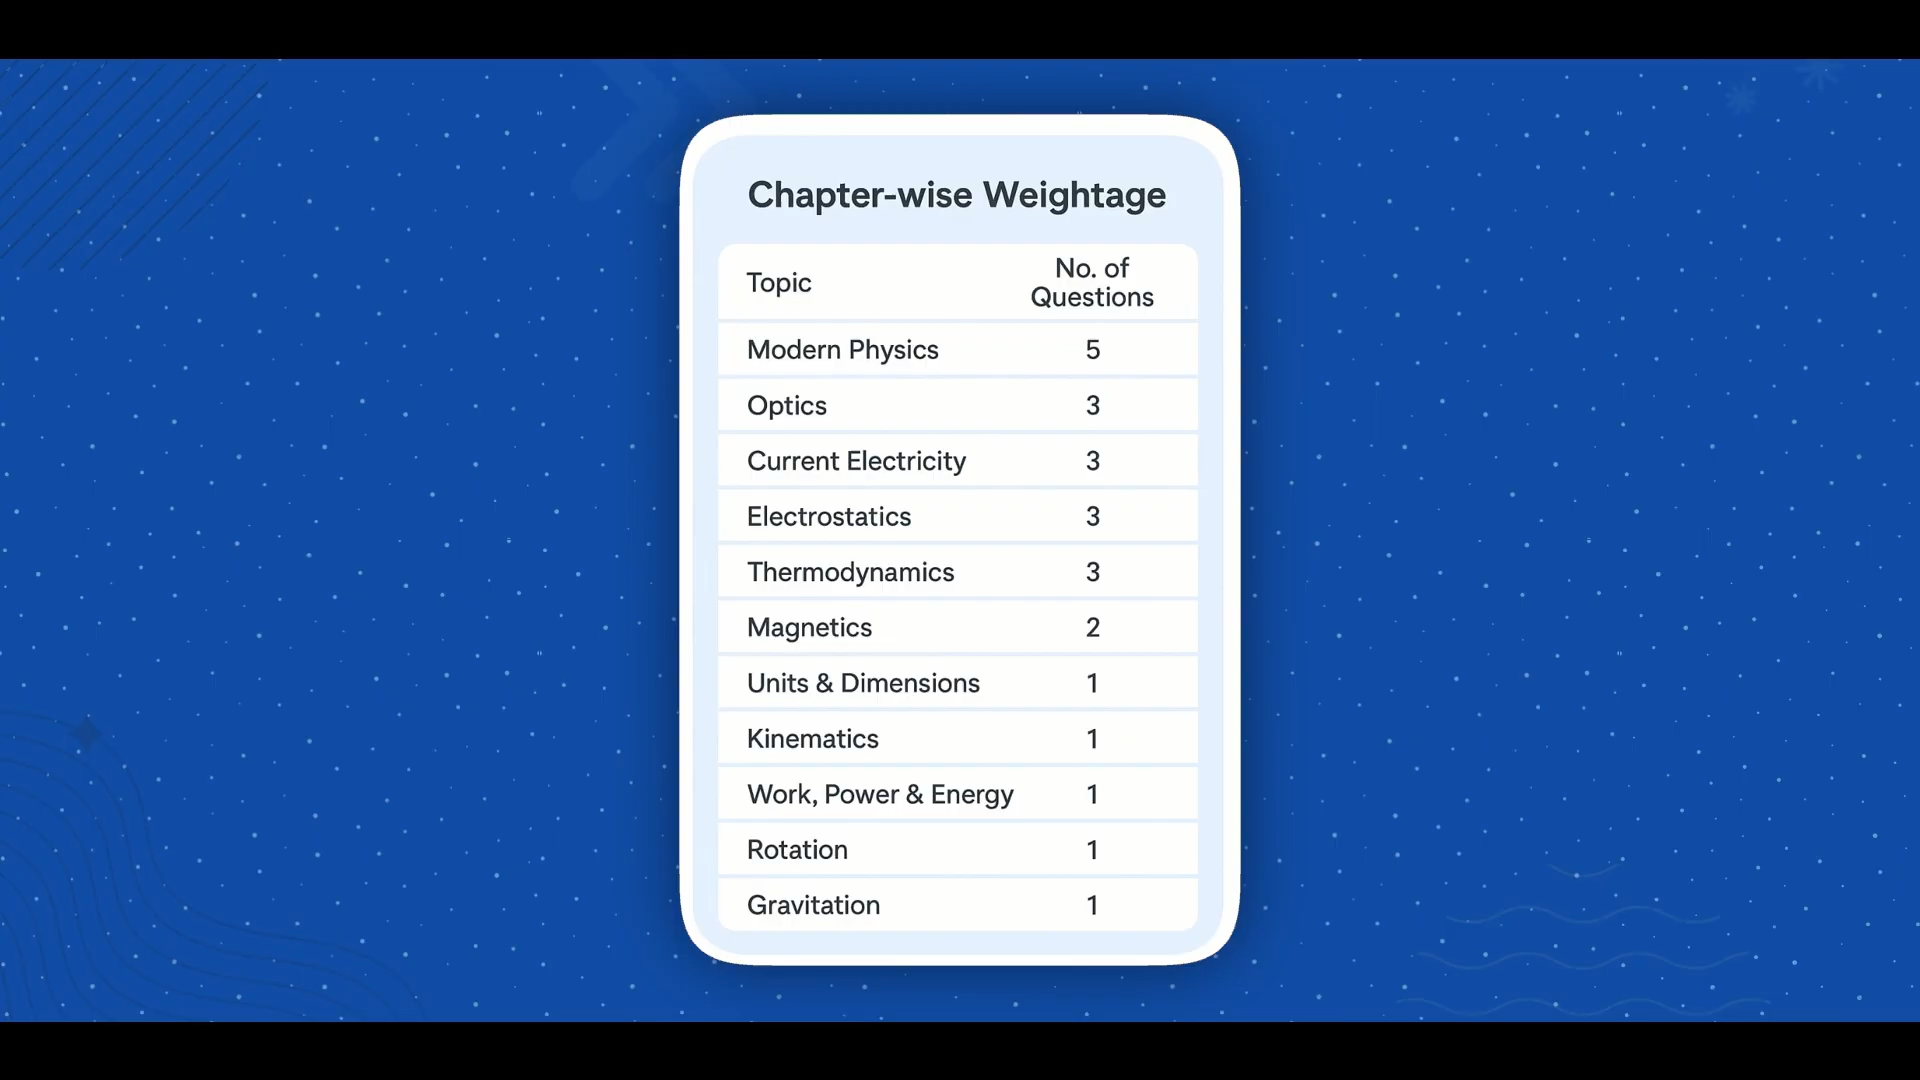 Chapter-wise Weightage
Topic No. of Questions
Modern Physics 5
Optics 3
Current Electricity 3
Electrostatics 3
Thermodynamics 3
Magnetics 2
Units & Dimensions 1
Kinematics 1
Work, Power & Energy 1
Rotation 1
Gravitation 1